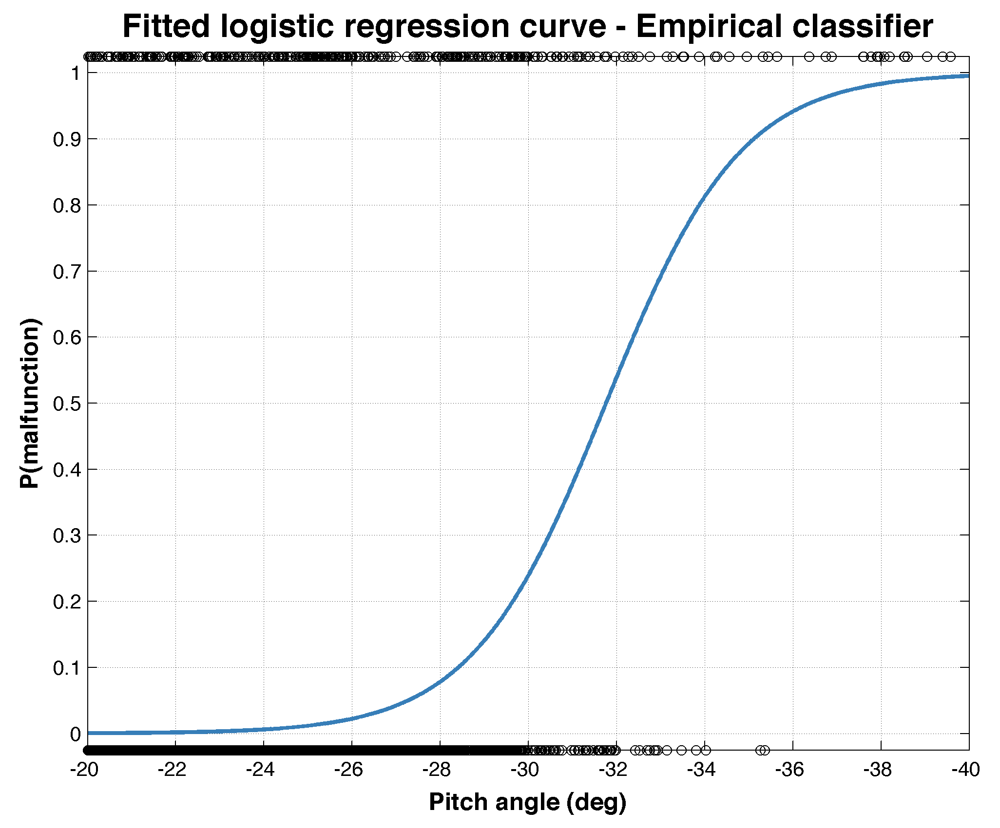 Fitted logistic regression curve - Empirical classifier
1
0.9
0.8
0.7
0.6
0.5
0.4
0.3
0.2
0.1
0
P(malfunction)
-20 -22 -24 -26 -28 -30 -32 -34 -36 -38 -40
Pitch angle (deg)